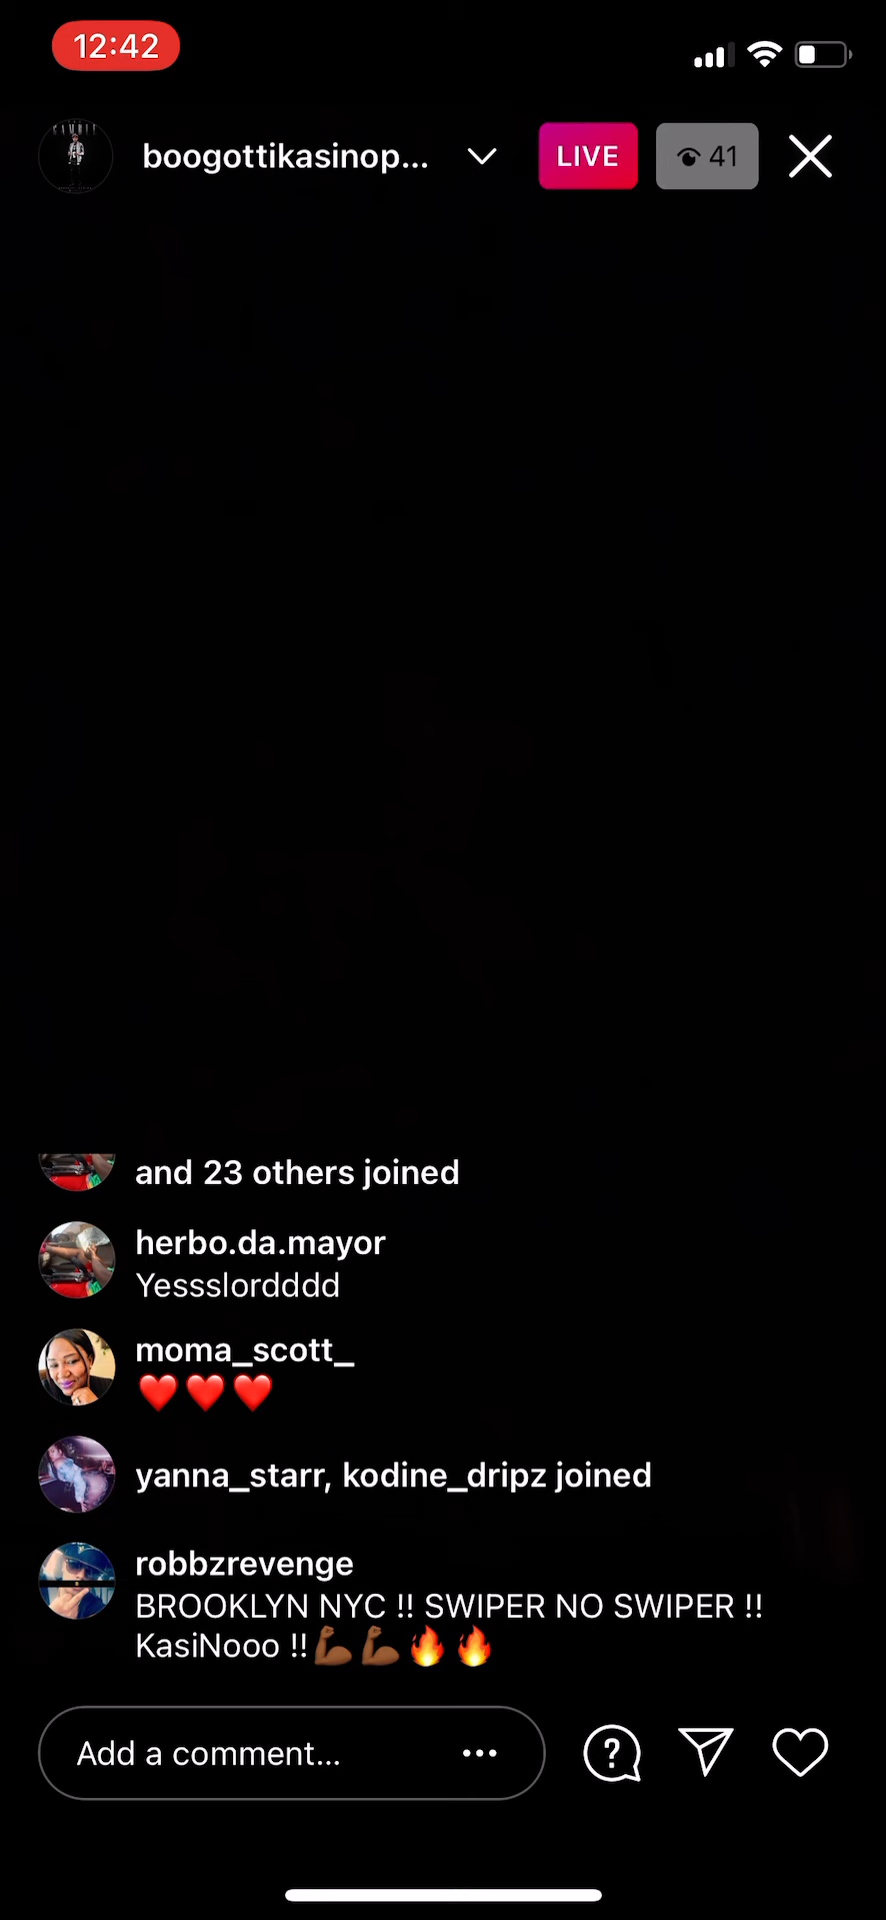 12:42
boogottikasinop...
LIVE
41
and 23 others joined
herbo.da.mayor
Yessslordddd
moma_scott_
❤️❤️❤️
yanna_starr, kodine_dripz joined
robbzrevenge
BROOKLYN NYC !! SWIPER NO SWIPER !!
KasiNooo !!💪🏾💪🏾🔥🔥
Add a comment...